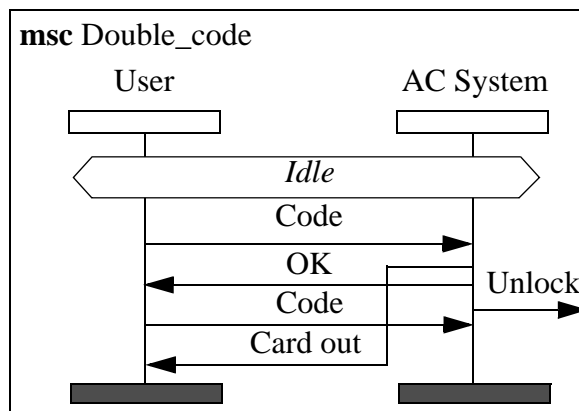 msc Double_code
User
AC System
Idle
Code
OK
Unlock
Code
Card out